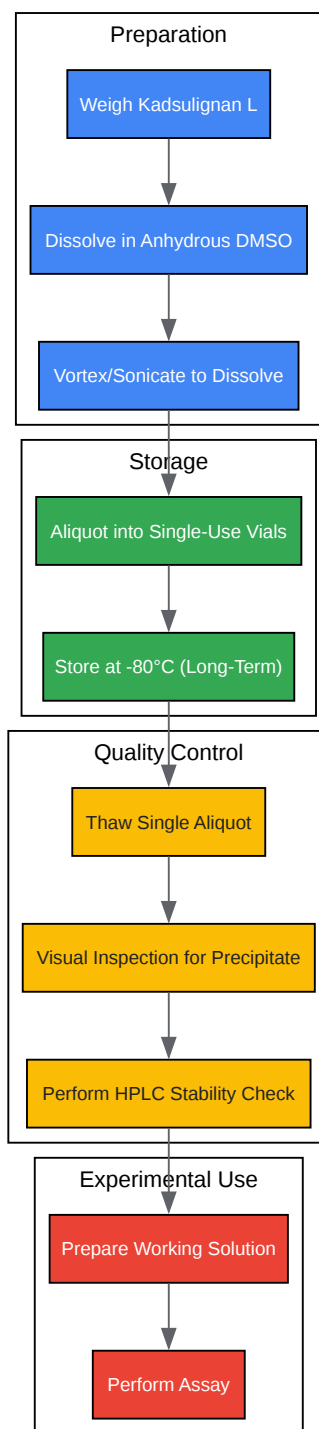 Preparation
Weigh Kadsulignan L
Dissolve in Anhydrous DMSO
Vortex/Sonicate to Dissolve
Storage
Aliquot into Single-Use Vials
Store at -80°C (Long-Term)
Quality Control
Thaw Single Aliquot
Visual Inspection for Precipitate
Perform HPLC Stability Check
Experimental Use
Prepare Working Solution
Perform Assay